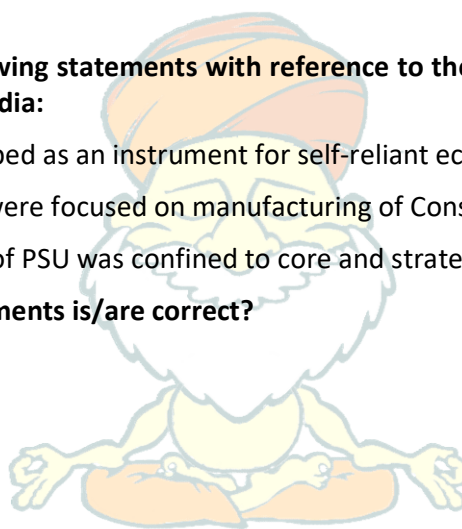 wing statements with reference to the
dia:
ped as an instrument for self-reliant ec
were focused on manufacturing of Cons
of PSU was confined to core and strate
ments is/are correct?